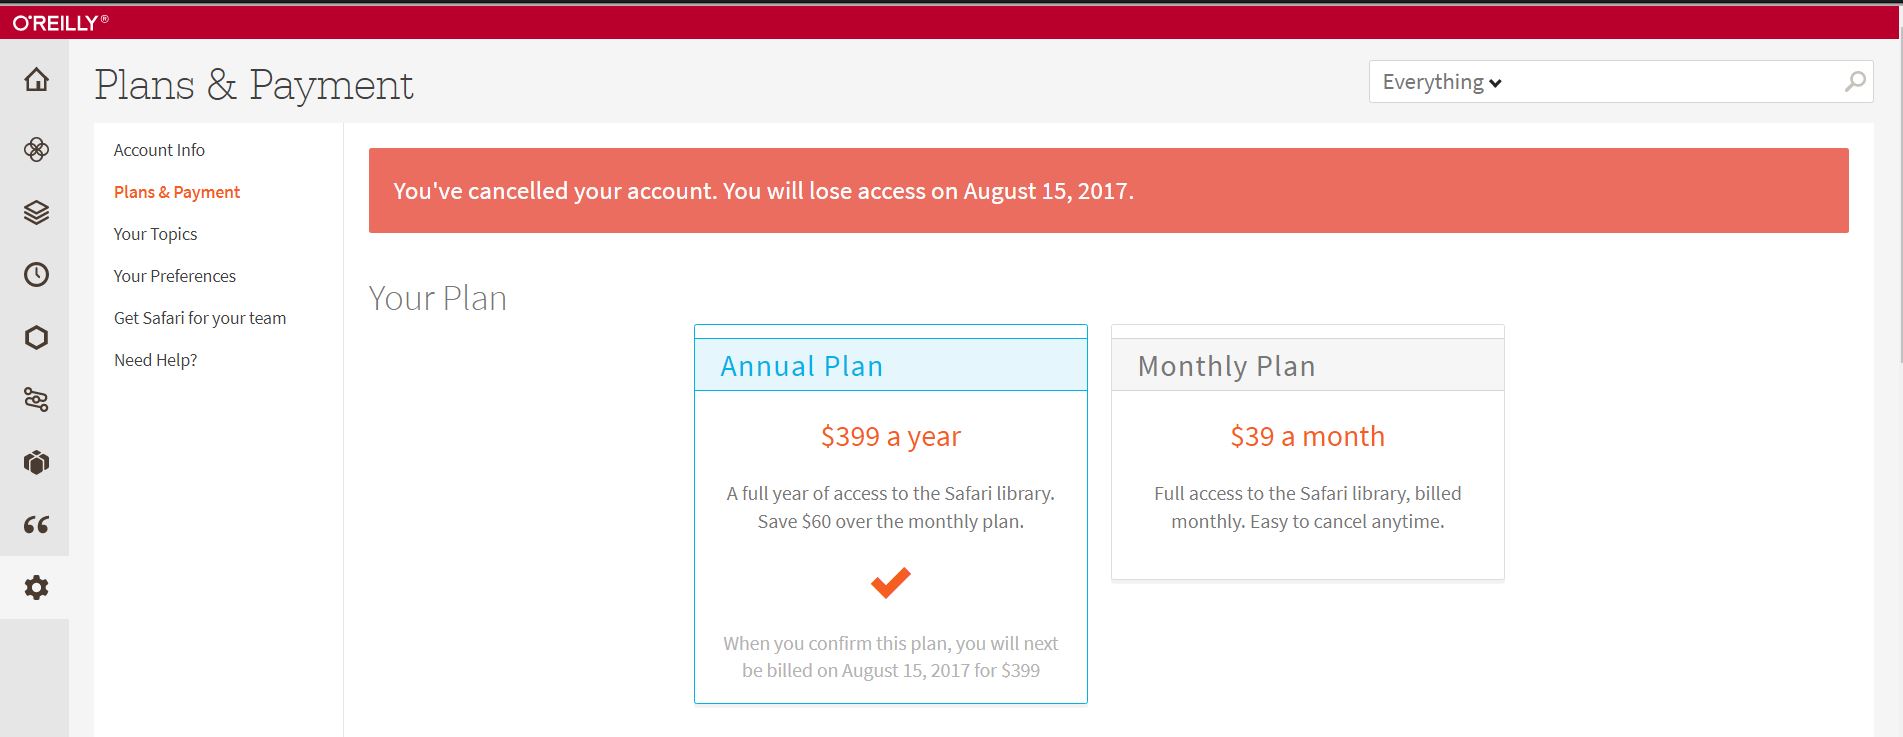 O'REILLY®
Plans & Payment
Everything
Account Info
Plans & Payment
Your Topics
Your Preferences
Get Safari for your team
Need Help?
You've cancelled your account. You will lose access on August 15, 2017.
Your Plan
Annual Plan
$399 a year
A full year of access to the Safari library.
Save $60 over the monthly plan.
When you confirm this plan, you will next
be billed on August 15, 2017 for $399
Monthly Plan
$39 a month
Full access to the Safari library, billed
monthly. Easy to cancel anytime.